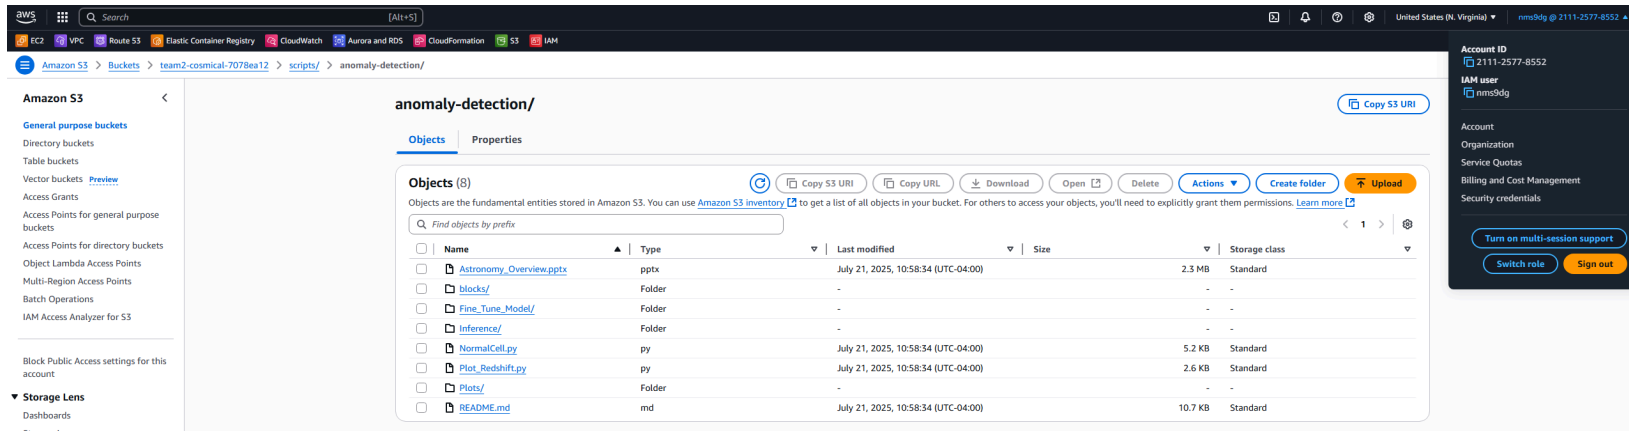 aws Search [Alt+S] United States (N. Virginia) ▼ nms9dg @ 2111-2577-8552 ▲
EC2 VPC Route 53 Elastic Container Registry CloudWatch Aurora and RDS CloudFormation S3 IAM
Amazon S3 > Buckets > team2-cosmical-7078ea12 > scripts/ > anomaly-detection/
Account ID
2111-2577-8552
IAM user
nms9dg
Account
Organization
Service Quotas
Billing and Cost Management
Security credentials
Turn on multi-session support
Switch role Sign out
Amazon S3
General purpose buckets
Directory buckets
Table buckets
Vector buckets Preview
Access Grants
Access Points for general purpose
buckets
Access Points for directory buckets
Object Lambda Access Points
Multi-Region Access Points
Batch Operations
IAM Access Analyzer for S3
Block Public Access settings for this
account
▼ Storage Lens
Dashboards
anomaly-detection/
Copy S3 URI
Objects Properties
Objects (8)
Copy S3 URI Copy URL Download Open Delete Actions ▼ Create folder Upload
Objects are the fundamental entities stored in Amazon S3. You can use Amazon S3 inventory to get a list of all objects in your bucket. For others to access your objects, you'll need to explicitly grant them permissions. Learn more
Find objects by prefix < 1 >
Name Type Last modified Size Storage class
Astronomy_Overview.pptx pptx July 21, 2025, 10:58:34 (UTC-04:00) 2.3 MB Standard
blocks/ Folder - - -
Fine_Tune_Model/ Folder - - -
Inference/ Folder - - -
NormalCell.py py July 21, 2025, 10:58:34 (UTC-04:00) 5.2 KB Standard
Plot_Redshift.py py July 21, 2025, 10:58:34 (UTC-04:00) 2.6 KB Standard
Plots/ Folder - - -
README.md md July 21, 2025, 10:58:34 (UTC-04:00) 10.7 KB Standard